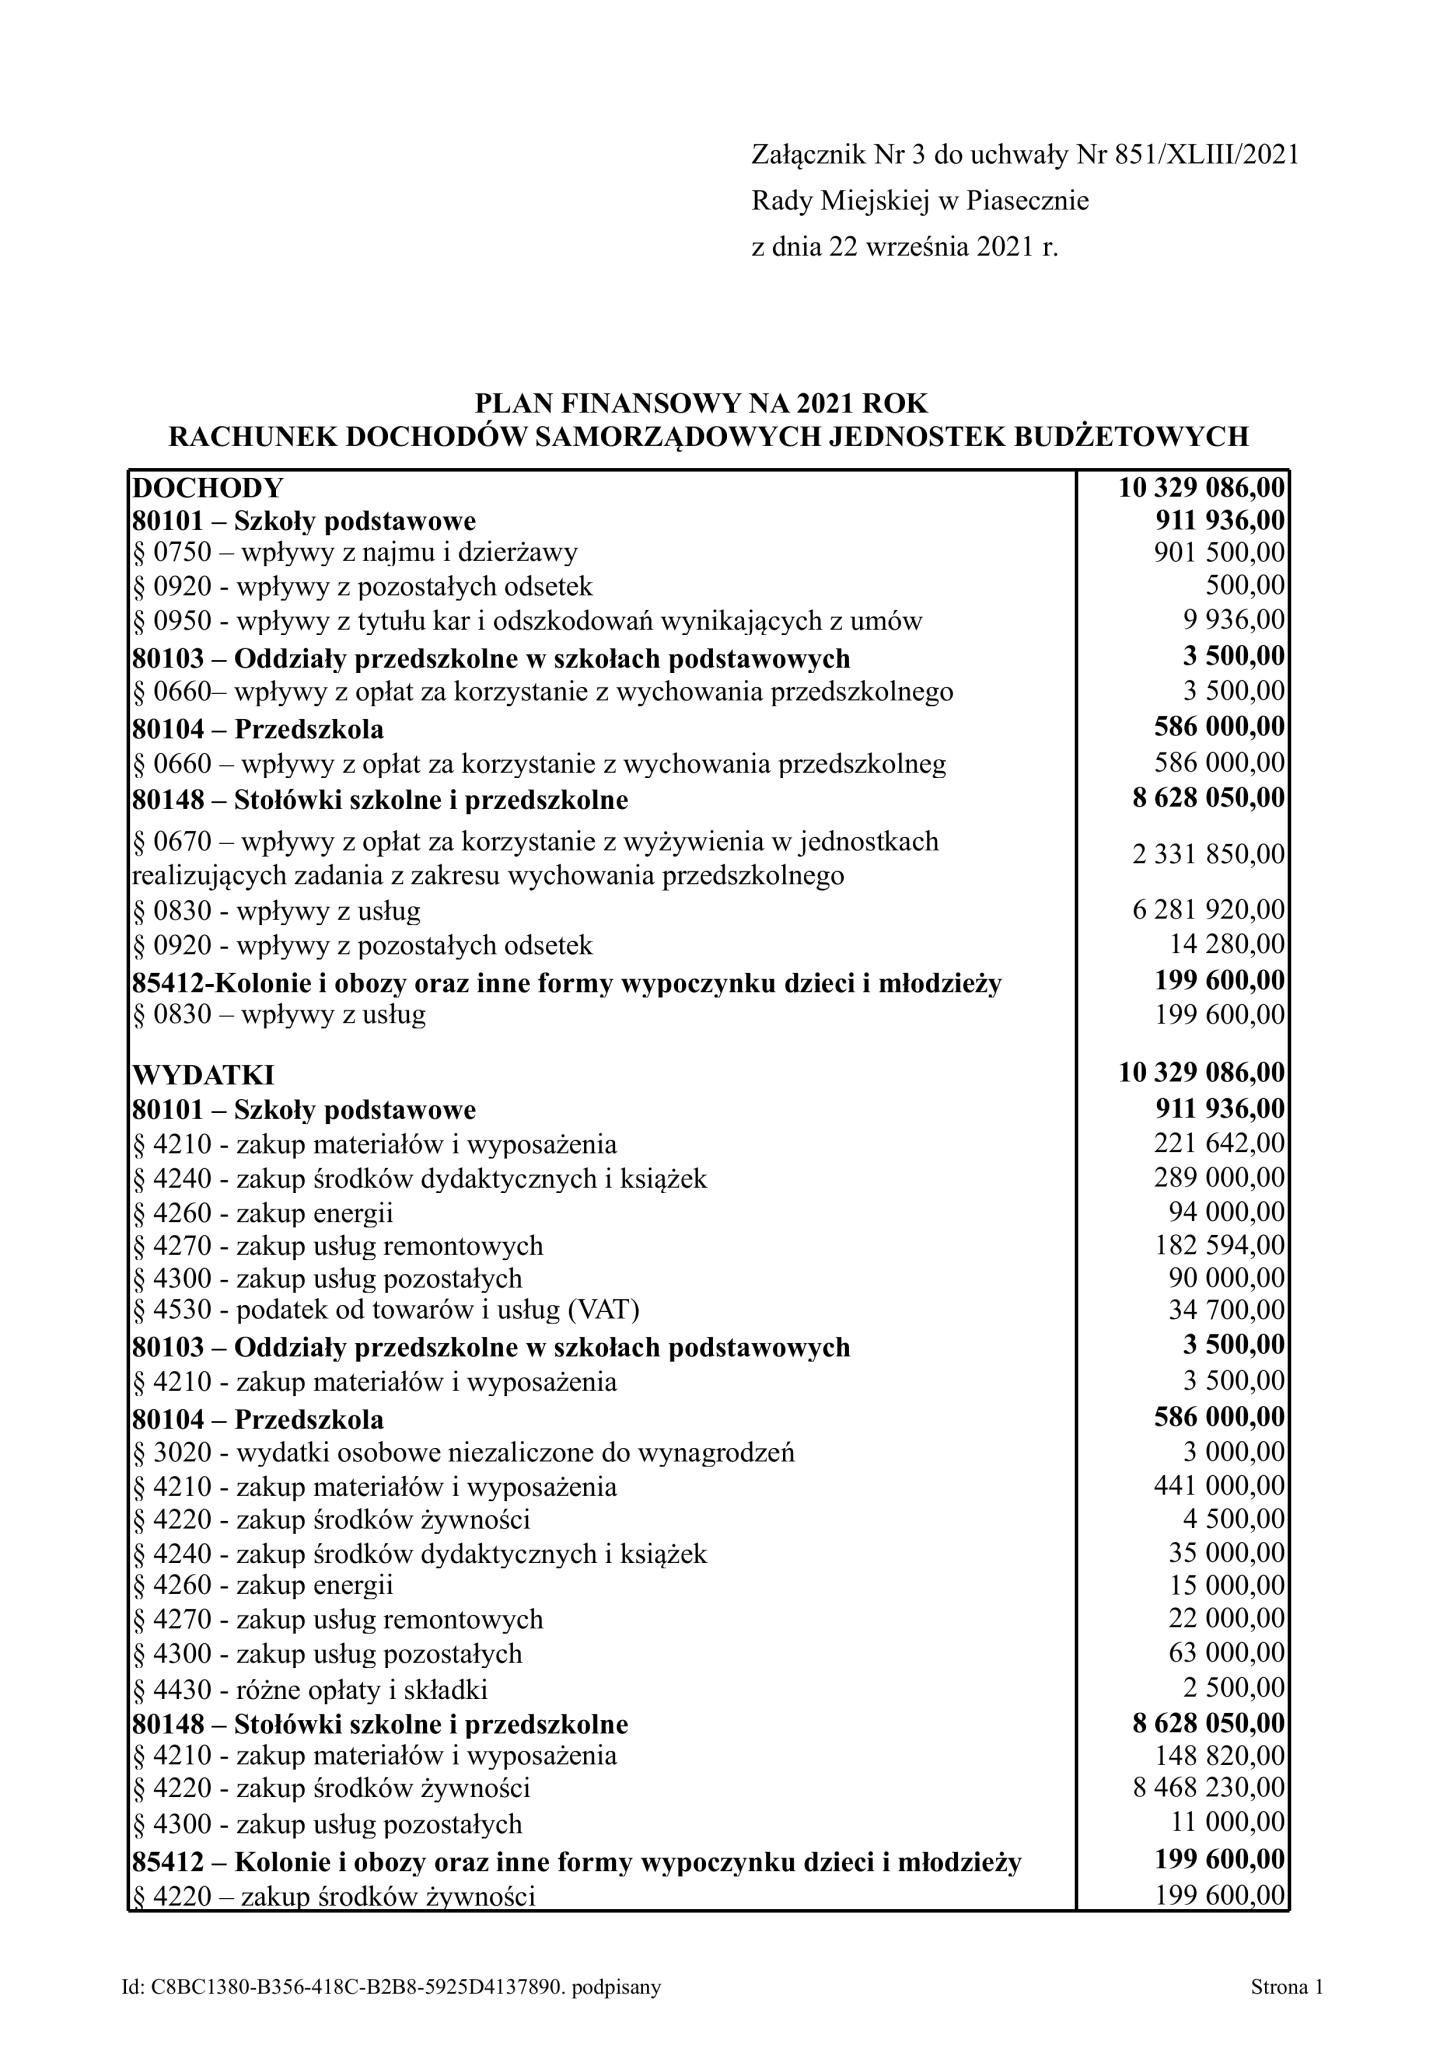 Załącznik Nr 3 do uchwały Nr 851/XLIII/2021
Rady Miejskiej w Piasecznie
z dnia 22 września 2021 r.
PLAN FINANSOWY NA 2021 ROK
RACHUNEK DOCHODÓW SAMORZĄDOWYCH JEDNOSTEK BUDŻETOWYCH
DOCHODY 10 329 086,00
80101 – Szkoły podstawowe 911 936,00
§ 0750 – wpływy z najmu i dzierżawy 901 500,00
§ 0920 - wpływy z pozostałych odsetek 500,00
§ 0950 - wpływy z tytułu kar i odszkodowań wynikających z umów 9 936,00
80103 – Oddziały przedszkolne w szkołach podstawowych 3 500,00
§ 0660– wpływy z opłat za korzystanie z wychowania przedszkolnego 3 500,00
80104 – Przedszkola 586 000,00
§ 0660 – wpływy z opłat za korzystanie z wychowania przedszkolneg 586 000,00
80148 – Stołówki szkolne i przedszkolne 8 628 050,00
§ 0670 – wpływy z opłat za korzystanie z wyżywienia w jednostkach
realizujących zadania z zakresu wychowania przedszkolnego 2 331 850,00
§ 0830 - wpływy z usług 6 281 920,00
§ 0920 - wpływy z pozostałych odsetek 14 280,00
85412-Kolonie i obozy oraz inne formy wypoczynku dzieci i młodzieży 199 600,00
§ 0830 – wpływy z usług 199 600,00
WYDATKI 10 329 086,00
80101 – Szkoły podstawowe 911 936,00
§ 4210 - zakup materiałów i wyposażenia 221 642,00
§ 4240 - zakup środków dydaktycznych i książek 289 000,00
§ 4260 - zakup energii 94 000,00
§ 4270 - zakup usług remontowych 182 594,00
§ 4300 - zakup usług pozostałych 90 000,00
§ 4530 - podatek od towarów i usług (VAT) 34 700,00
80103 – Oddziały przedszkolne w szkołach podstawowych 3 500,00
§ 4210 - zakup materiałów i wyposażenia 3 500,00
80104 – Przedszkola 586 000,00
§ 3020 - wydatki osobowe niezaliczone do wynagrodzeń 3 000,00
§ 4210 - zakup materiałów i wyposażenia 441 000,00
§ 4220 - zakup środków żywności 4 500,00
§ 4240 - zakup środków dydaktycznych i książek 35 000,00
§ 4260 - zakup energii 15 000,00
§ 4270 - zakup usług remontowych 22 000,00
§ 4300 - zakup usług pozostałych 63 000,00
§ 4430 - różne opłaty i składki 2 500,00
80148 – Stołówki szkolne i przedszkolne 8 628 050,00
§ 4210 - zakup materiałów i wyposażenia 148 820,00
§ 4220 - zakup środków żywności 8 468 230,00
§ 4300 - zakup usług pozostałych 11 000,00
85412 – Kolonie i obozy oraz inne formy wypoczynku dzieci i młodzieży 199 600,00
§ 4220 – zakup środków żywności 199 600,00
Id: C8BC1380-B356-418C-B2B8-5925D4137890. podpisany Strona 1